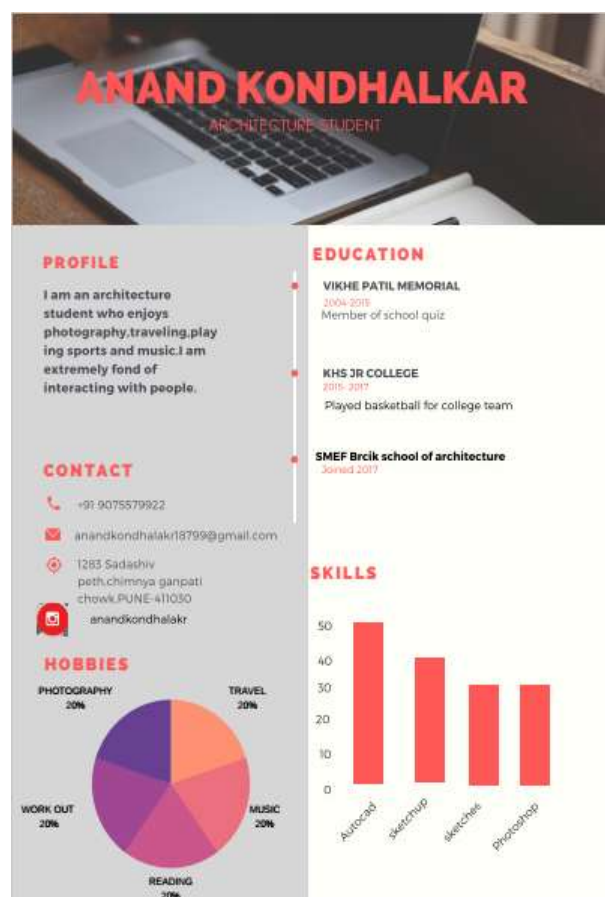 ANAND KONDHALKAR
ARCHITECTURE STUDENT
PROFILE
I am an architecture
student who enjoys
photography,traveling,play
ing sports and music.I am
extremely fond of
interacting with people.
CONTACT
+91 9075579922
anandkondhalakr18799@gmail.com
1283 Sadashiv
peth,chimnya ganpati
chowk,PUNE-411030
anandkondhalakr
HOBBIES
PHOTOGRAPHY
20%
TRAVEL
20%
WORK OUT
20%
MUSIC
20%
READING
20%
EDUCATION
VIKHE PATIL MEMORIAL
2004-2015
Member of school quiz
KHS JR COLLEGE
2015-2017
Played basketball for college team
SMEF Brcik school of architecture
Joined 2017
SKILLS
50
40
30
20
10
0
Autocad
sketchup
sketches
Photoshop